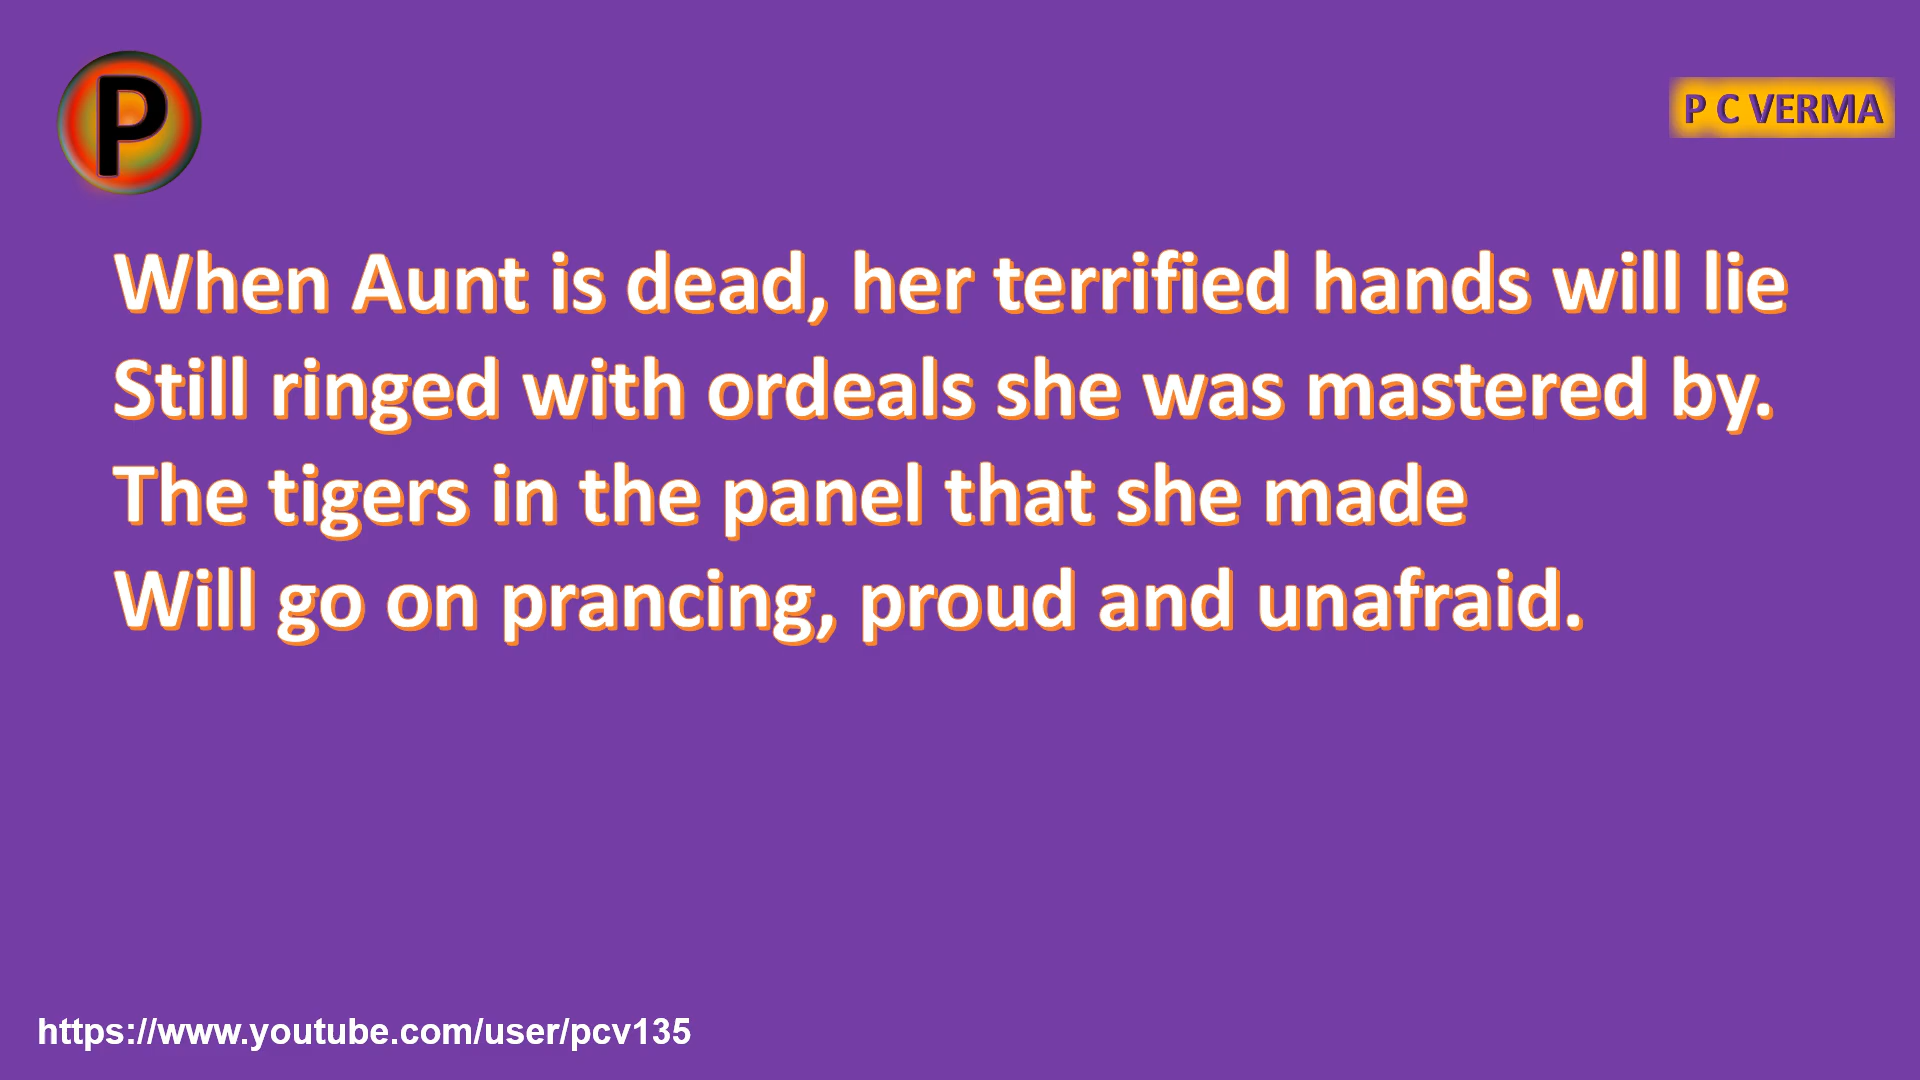 P
P C VERMA
When Aunt is dead, her terrified hands will lie
Still ringed with ordeals she was mastered by.
The tigers in the panel that she made
Will go on prancing, proud and unafraid.
https://www.youtube.com/user/pcv135